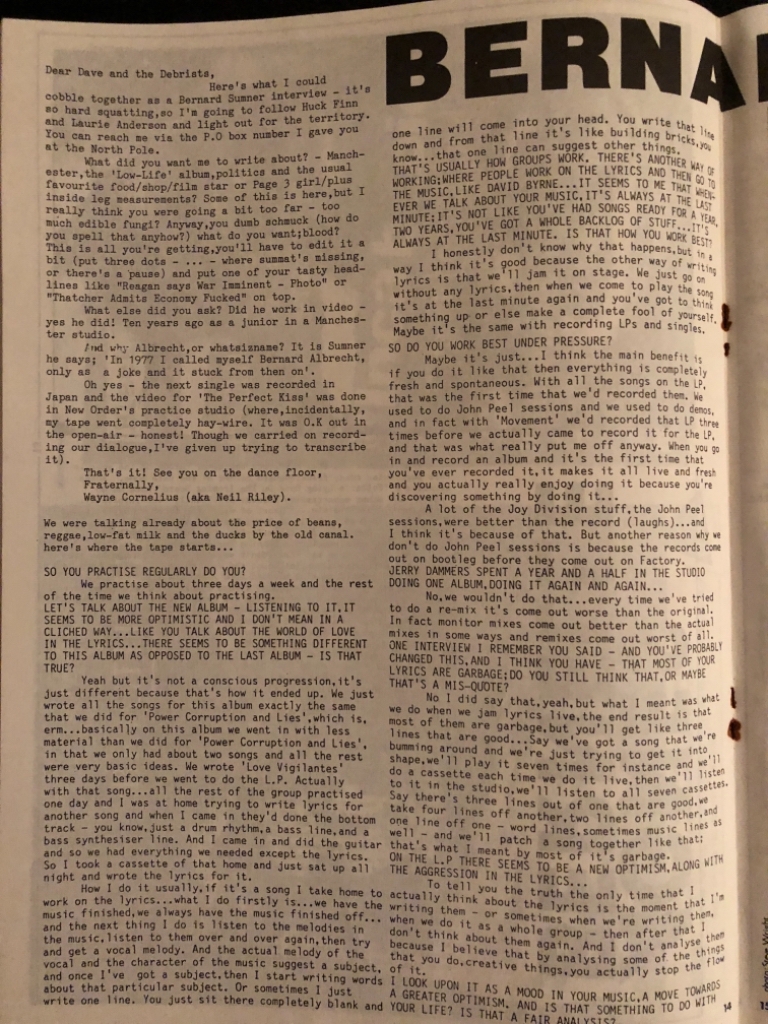 BERNA
Dear Dave and the Debrists,
Here's what I could
cobble together as a Bernard Sumner interview - it's
so hard squatting,so I'm going to follow Huck Finn
and Laurie Anderson and light out for the territory.
You can reach me via the P.O box number I gave you
at the North Pole.
What did you want me to write about? - Manch-
ester,the 'Low-Life' album,politics and the usual
favourite food/shop/film star or Page 3 girl/plus
inside leg measurements? Some of this is here,but I
really think you were going a bit too far - too
much edible fungi? Anyway,you dumb schmuck (how do
you spell that anyhow?) what do you want;blood?
This is all you're getting,you'll have to edit it a
bit (put three dots - ... - where summat's missing,
or there's a pause) and put one of your tasty head-
lines like "Reagan says War Imminent - Photo" or
"Thatcher Admits Economy Fucked" on top.
What else did you ask? Did he work in video -
yes he did! Ten years ago as a junior in a Manches-
ter studio.
And why Albrecht,or whatsizname? It is Sumner
he says; 'In 1977 I called myself Bernard Albrecht,
only as a joke and it stuck from then on'.
Oh yes - the next single was recorded in
Japan and the video for 'The Perfect Kiss' was done
in New Order's practice studio (where,incidentally,
my tape went completely hay-wire. It was O.K out in
the open-air - honest! Though we carried on record-
ing our dialogue,I've given up trying to transcribe
it).
That's it! See you on the dance floor,
Fraternally,
Wayne Cornelius (aka Neil Riley).
We were talking already about the price of beans,
reggae,low-fat milk and the ducks by the old canal.
here's where the tape starts...
SO YOU PRACTISE REGULARLY DO YOU?
We practise about three days a week and the rest
of the time we think about practising.
LET'S TALK ABOUT THE NEW ALBUM - LISTENING TO IT,IT
SEEMS TO BE MORE OPTIMISTIC AND I DON'T MEAN IN A
CLICHED WAY...LIKE YOU TALK ABOUT THE WORLD OF LOVE
IN THE LYRICS...THERE SEEMS TO BE SOMETHING DIFFERENT
TO THIS ALBUM AS OPPOSED TO THE LAST ALBUM - IS THAT
TRUE?
Yeah but it's not a conscious progression,it's
just different because that's how it ended up. We just
wrote all the songs for this album exactly the same
that we did for 'Power Corruption and Lies',which is,
erm...basically on this album we went in with less
material than we did for 'Power Corruption and Lies',
in that we only had about two songs and all the rest
were very basic ideas. We wrote 'Love Vigilantes'
three days before we went to do the L.P. Actually
with that song...all the rest of the group practised
one day and I was at home trying to write lyrics for
another song and when I came in they'd done the bottom
track - you know,just a drum rhythm,a bass line,and a
bass synthesiser line. And I came in and did the guitar
and so we had everything we needed except the lyrics.
So I took a cassette of that home and just sat up all
night and wrote the lyrics for it.
How I do it usually,if it's a song I take home to
work on the lyrics...what I do firstly is...we have the
music finished,we always have the music finished off...
and the next thing I do is listen to the melodies in
the music,listen to them over and over again,then try
and get a vocal melody. And the actual melody of the
vocal and the character of the music suggest a subject,
and once I've got a subject,then I start writing words
about that particular subject. Or sometimes I just
write one line. You just sit there completely blank and
one line will come into your head. You write that line
down and from that line it's like building bricks,you
know...that one line can suggest other things.
THAT'S USUALLY HOW GROUPS WORK. THERE'S ANOTHER WAY OF
WORKING;WHERE PEOPLE WORK ON THE LYRICS AND THEN GO TO
THE MUSIC,LIKE DAVID BYRNE...IT SEEMS TO ME THAT WHEN-
EVER WE TALK ABOUT YOUR MUSIC,IT'S ALWAYS AT THE LAST
MINUTE:IT'S NOT LIKE YOU'VE HAD SONGS READY FOR A YEAR,
TWO YEARS,YOU'VE GOT A WHOLE BACKLOG OF STUFF...IT'S
ALWAYS AT THE LAST MINUTE. IS THAT HOW YOU WORK BEST?
I honestly don't know why that happens,but in a
way I think it's good because the other way of writing
lyrics is that we'll jam it on stage. We just go on
without any lyrics,then when we come to play the song
it's at the last minute again and you've got to think
something up or else make a complete fool of yourself.
Maybe it's the same with recording LPs and singles.
SO DO YOU WORK BEST UNDER PRESSURE?
Maybe it's just...I think the main benefit is
if you do it like that then everything is completely
fresh and spontaneous. With all the songs on the LP,
that was the first time that we'd recorded them. We
used to do John Peel sessions and we used to do demos,
and in fact with 'Movement' we'd recorded that LP three
times before we actually came to record it for the LP,
and that was what really put me off anyway. When you go
in and record an album and it's the first time that
you've ever recorded it,it makes it all live and fresh
and you actually really enjoy doing it because you're
discovering something by doing it...
A lot of the Joy Division stuff,the John Peel
sessions,were better than the record (laughs)...and
I think it's because of that. But another reason why we
don't do John Peel sessions is because the records come
out on bootleg before they come out on Factory.
JERRY DAMMERS SPENT A YEAR AND A HALF IN THE STUDIO
DOING ONE ALBUM,DOING IT AGAIN AND AGAIN...
No,we wouldn't do that...every time we've tried
to do a re-mix it's come out worse than the original.
In fact monitor mixes come out better than the actual
mixes in some ways and remixes come out worst of all.
ONE INTERVIEW I REMEMBER YOU SAID - AND YOU'VE PROBABLY
CHANGED THIS,AND I THINK YOU HAVE - THAT MOST OF YOUR
LYRICS ARE GARBAGE;DO YOU STILL THINK THAT,OR MAYBE
THAT'S A MIS-QUOTE?
No I did say that,yeah,but what I meant was what
we do when we jam lyrics live,the end result is that
most of them are garbage,but you'll get like three
lines that are good...Say we've got a song that we're
bumming around and we're just trying to get it into
shape,we'll play it seven times for instance and we'll
do a cassette each time we do it live,then we'll listen
to it in the studio,we'll listen to all seven cassettes.
Say there's three lines out of one that are good,we
take four lines off another,two lines off another,and
one line off one - word lines,sometimes music lines as
well - and we'll patch a song together like that;
that's what I meant by most of it's garbage.
ON THE L.P THERE SEEMS TO BE A NEW OPTIMISM,ALONG WITH
THE AGGRESSION IN THE LYRICS...
To tell you the truth the only time that I
actually think about the lyrics is the moment that I'm
writing them - or sometimes when we're writing them,
when we do it as a whole group - then after that I
don't think about them again. And I don't analyse them
because I believe that by analysing some of the things
that you do,creative things,you actually stop the flow
of it.
I LOOK UPON IT AS A MOOD IN YOUR MUSIC,A MOVE TOWARDS
A GREATER OPTIMISM. AND IS THAT SOMETHING TO DO WITH
YOUR LIFE? IS THAT A FAIR ANALYSIS?
14